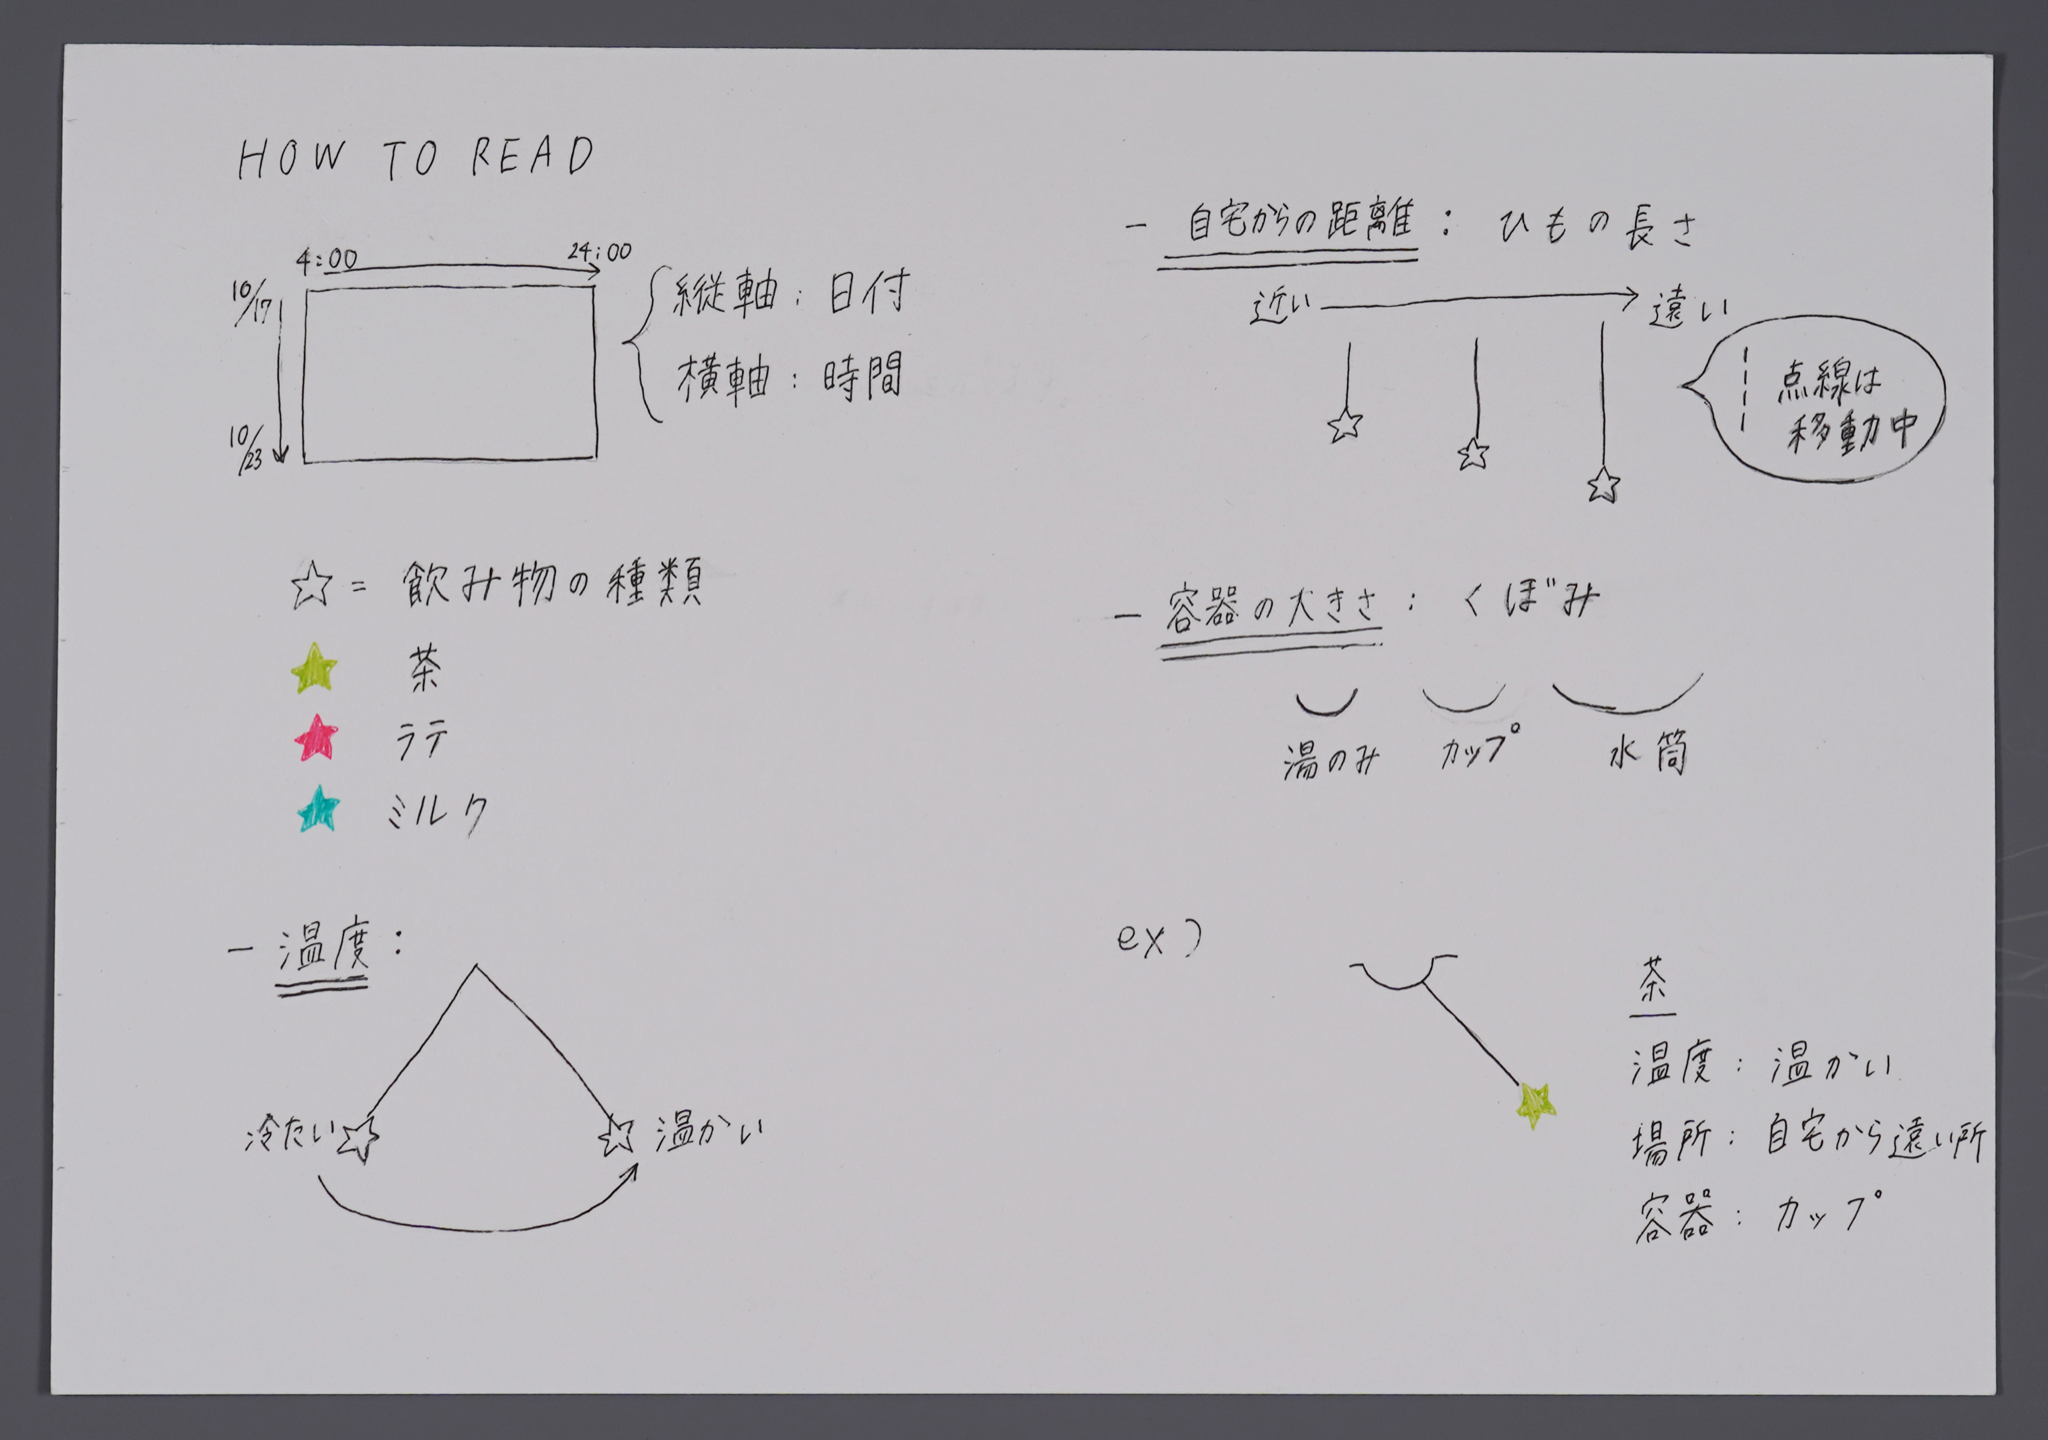 HOW TO READ
4:00 24:00
10/17
10/23
縦軸：日付
横軸：時間
☆ = 飲み物の種類
茶
ラテ
ミルク
－ 温度：
冷たい
温かい
－ 自宅からの距離：ひもの長さ
近い
遠い
点線は
移動中
－ 容器の大きさ：くぼみ
湯のみ カップ 水筒
ex)
茶
温度：温かい
場所：自宅から遠い所
容器：カップ